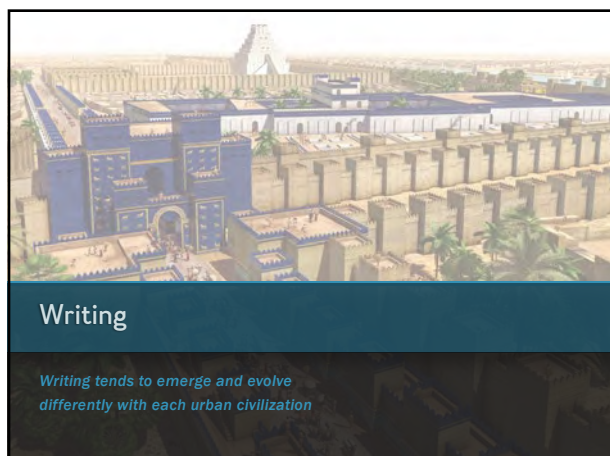 Writing
Writing tends to emerge and evolve
differently with each urban civilization